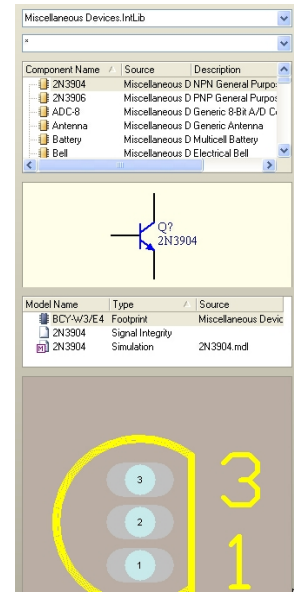 Miscellaneous Devices.IntLib
*
Component Name Source Description
2N3904 Miscellaneous D NPN General Purpo
2N3906 Miscellaneous D PNP General Purpo
ADC-8 Miscellaneous D Generic 8-Bit A/D C
Antenna Miscellaneous D Generic Antenna
Battery Miscellaneous D Multicell Battery
Bell Miscellaneous D Electrical Bell
Q?
2N3904
Model Name Type Source
BCY-W3/E4 Footprint Miscellaneous Devic
2N3904 Signal Integrity
M 2N3904 Simulation 2N3904.mdl
3 3
2
1 1